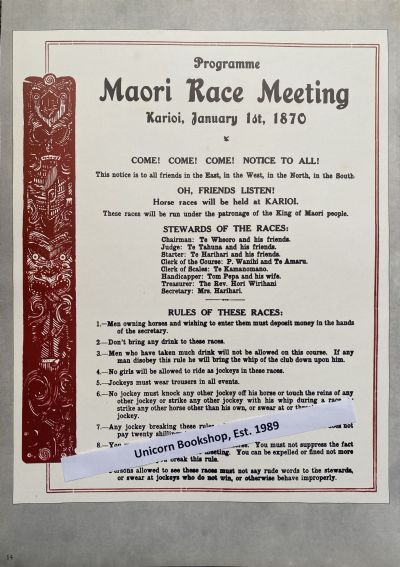 Programme
Maori Race Meeting
Karioi, January 1st, 1870
COME! COME! COME! NOTICE TO ALL!
This notice is to all friends in the East, in the West, in the North, in the South
OH, FRIENDS LISTEN!
Horse races will be held at KARIOI.
These races will be run under the patronage of the King of Maori people.
STEWARDS OF THE RACES:
Chairman: Te Wheoro and his friends.
Judge: Te Tahuna and his friends.
Starter: Te Harihari and his friends.
Clerk of the Course: P. Wanihi and Te Amaru.
Clerk of Scales: Te Kamanomano.
Handicapper: Tom Pepa and his wife.
Treasurer: The Rev. Hori Wirihani
Secretary: Mrs. Harihari.
RULES OF THESE RACES:
1.—Men owning horses and wishing to enter them must deposit money in the hands
of the secretary.
2.—Don't bring any drink to these races.
3.—Men who have taken much drink will not be allowed on this course. If any
man disobey this rule he will bring the whip of the club down upon him.
4.—No girls will be allowed to ride as jockeys in these races.
5.—Jockeys must wear trousers in all events.
6.—No jockey must knock any other jockey off his horse or touch the reins of any
other jockey or strike any other jockey with his whip during a race
strike any other horse other than his own, or swear at or
jockey.
7.—Any jockey breaking these rules not
pay twenty
8.—You You must not suppress the fact
meeting. You can be expelled or fined not more
you break this rule.
Persons allowed to see these races must not say rude words to the stewards,
or swear at jockeys who do not win, or otherwise behave improperly.
Unicorn Bookshop, Est. 1989
14